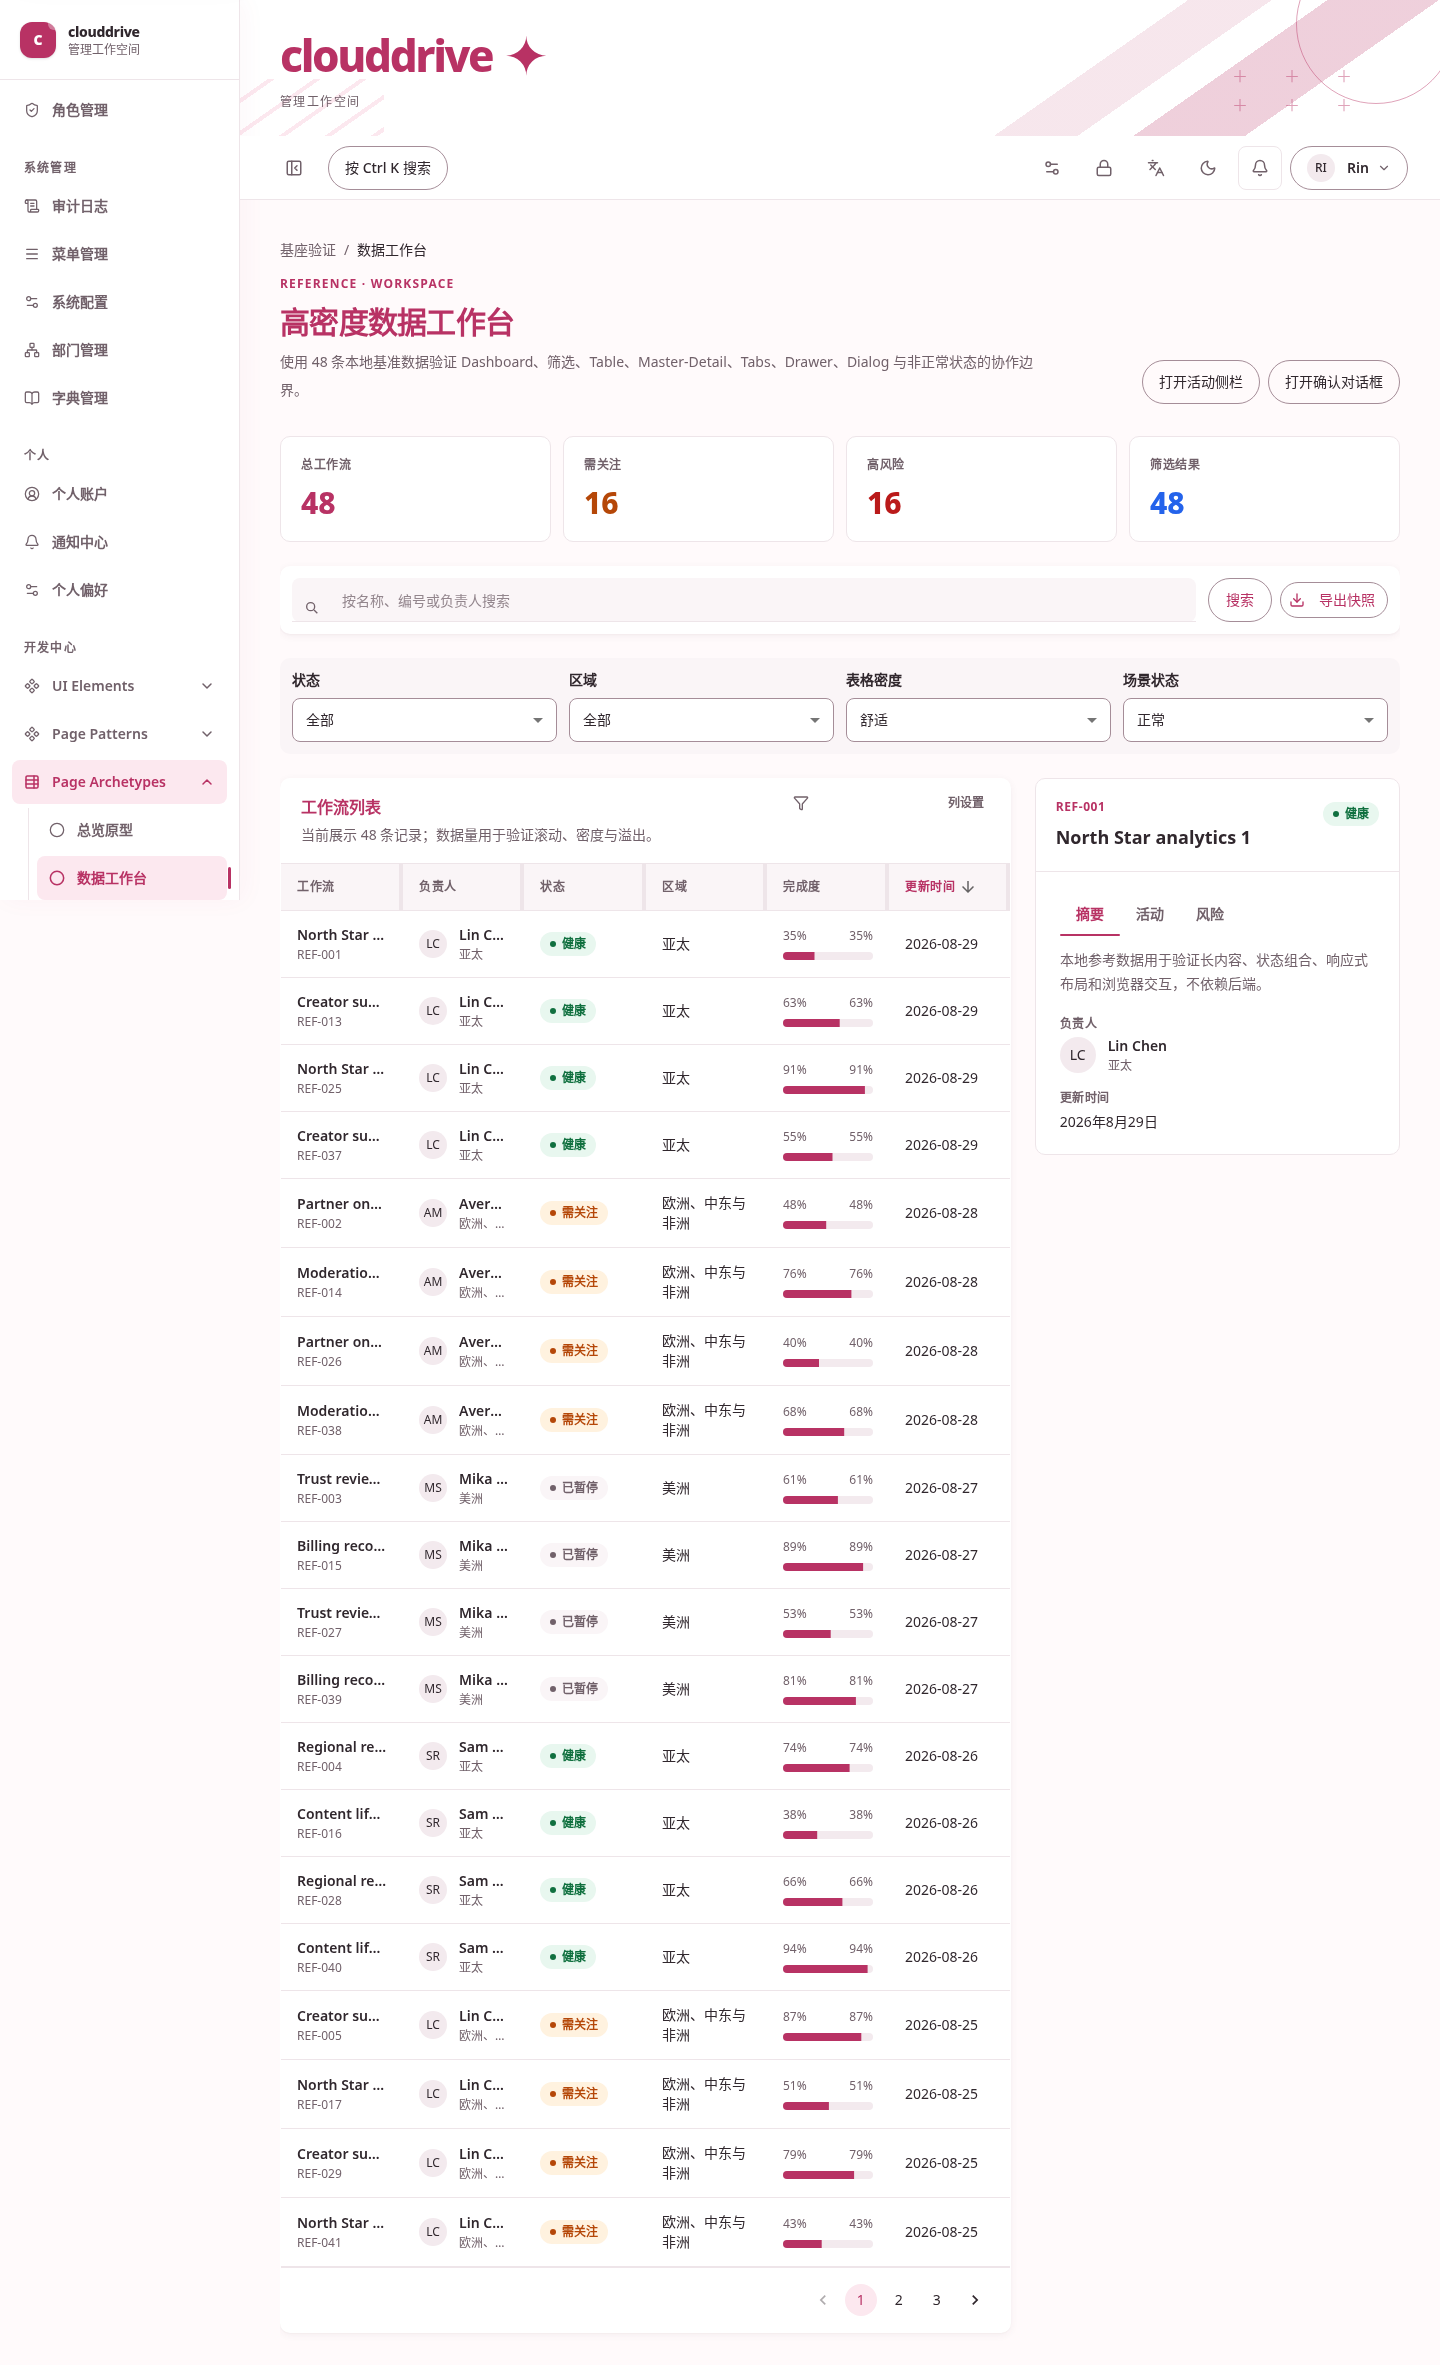 c
clouddrive
管理工作空间
角色管理
系统管理
审计日志
菜单管理
系统配置
部门管理
字典管理
个人
个人账户
通知中心
个人偏好
开发中心
UI Elements
Page Patterns
Page Archetypes
总览原型
数据工作台
clouddrive ✦
管理工作空间
按 Ctrl K 搜索
RI Rin
基座验证 / 数据工作台
REFERENCE · WORKSPACE
高密度数据工作台
使用 48 条本地基准数据验证 Dashboard、筛选、Table、Master-Detail、Tabs、Drawer、Dialog 与非正常状态的协作边
界。
打开活动侧栏 打开确认对话框
总工作流 需关注 高风险 筛选结果
48 16 16 48
按名称、编号或负责人搜索 搜索 导出快照
状态 区域 表格密度 场景状态
全部 全部 舒适 正常
工作流列表 列设置
当前展示 48 条记录；数据量用于验证滚动、密度与溢出。
工作流 负责人 状态 区域 完成度 更新时间
North Star ... LC Lin C... 健康 亚太 35% 35% 2026-08-29
REF-001 亚太
Creator su... LC Lin C... 健康 亚太 63% 63% 2026-08-29
REF-013 亚太
North Star ... LC Lin C... 健康 亚太 91% 91% 2026-08-29
REF-025 亚太
Creator su... LC Lin C... 健康 亚太 55% 55% 2026-08-29
REF-037 亚太
Partner on... AM Aver... 需关注 欧洲、中东与 48% 48% 2026-08-28
REF-002 欧洲、... 非洲
Moderatio... AM Aver... 需关注 欧洲、中东与 76% 76% 2026-08-28
REF-014 欧洲、... 非洲
Partner on... AM Aver... 需关注 欧洲、中东与 40% 40% 2026-08-28
REF-026 欧洲、... 非洲
Moderatio... AM Aver... 需关注 欧洲、中东与 68% 68% 2026-08-28
REF-038 欧洲、... 非洲
Trust revie... MS Mika ... 已暂停 美洲 61% 61% 2026-08-27
REF-003 美洲
Billing reco... MS Mika ... 已暂停 美洲 89% 89% 2026-08-27
REF-015 美洲
Trust revie... MS Mika ... 已暂停 美洲 53% 53% 2026-08-27
REF-027 美洲
Billing reco... MS Mika ... 已暂停 美洲 81% 81% 2026-08-27
REF-039 美洲
Regional re... SR Sam ... 健康 亚太 74% 74% 2026-08-26
REF-004 亚太
Content lif... SR Sam ... 健康 亚太 38% 38% 2026-08-26
REF-016 亚太
Regional re... SR Sam ... 健康 亚太 66% 66% 2026-08-26
REF-028 亚太
Content lif... SR Sam ... 健康 亚太 94% 94% 2026-08-26
REF-040 亚太
Creator su... LC Lin C... 需关注 欧洲、中东与 87% 87% 2026-08-25
REF-005 欧洲、... 非洲
North Star ... LC Lin C... 需关注 欧洲、中东与 51% 51% 2026-08-25
REF-017 欧洲、... 非洲
Creator su... LC Lin C... 需关注 欧洲、中东与 79% 79% 2026-08-25
REF-029 欧洲、... 非洲
North Star ... LC Lin C... 需关注 欧洲、中东与 43% 43% 2026-08-25
REF-041 欧洲、... 非洲
1 2 3
REF-001 健康
North Star analytics 1
摘要 活动 风险
本地参考数据用于验证长内容、状态组合、响应式
布局和浏览器交互，不依赖后端。
负责人
LC Lin Chen
亚太
更新时间
2026年8月29日